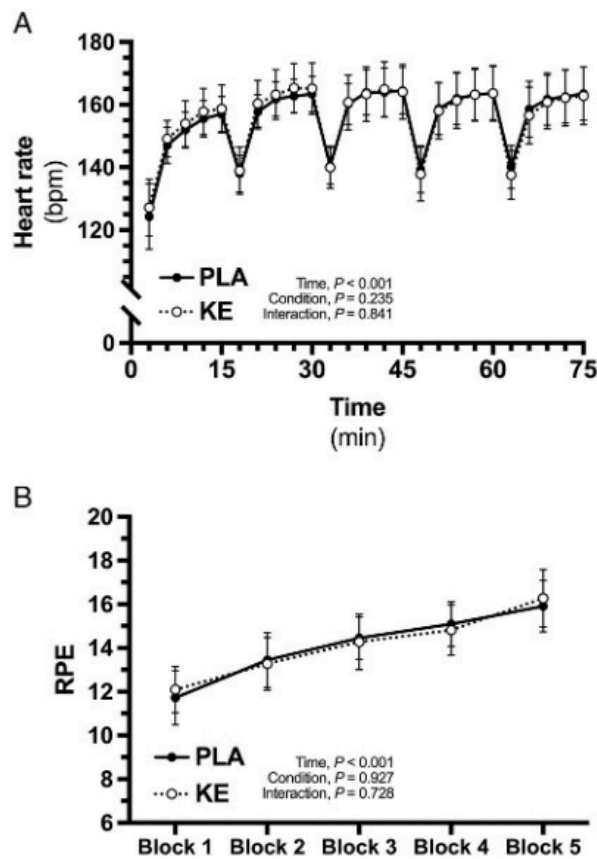 A
180
160
140
120
0
Heart rate
(bpm)
PLA
KE
Time, P < 0.001
Condition, P = 0.235
Interaction, P = 0.841
0
15
30
45
60
75
Time
(min)
B
20
18
16
14
12
10
8
6
RPE
PLA
KE
Time, P < 0.001
Condition, P = 0.927
Interaction, P = 0.728
Block 1
Block 2
Block 3
Block 4
Block 5